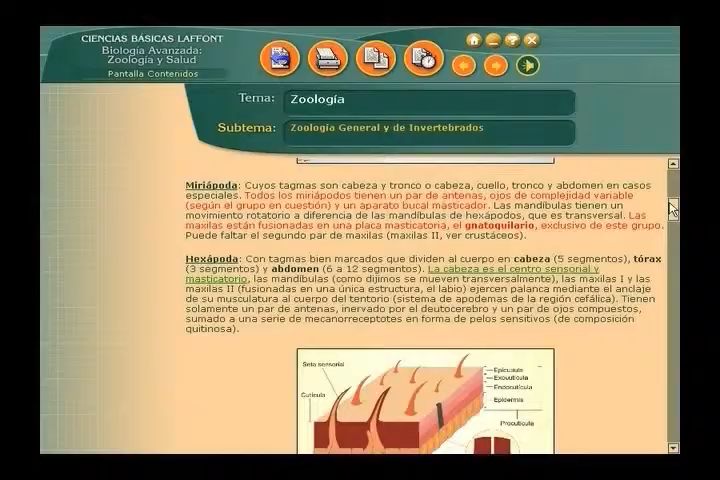 CIENCIAS BÁSICAS LAFFONT
Biología Avanzada:
Zoología y Salud
Pantalla Contenidos
Tema: Zoología
Subtema: Zoología General y de Invertebrados
Miriápoda: Cuyos tagmas son cabeza y tronco o cabeza, cuello, tronco y abdomen en casos
especiales. Todos los miriápodos tienen un par de antenas, ojos de complejidad variable
(según el grupo en cuestión) y un aparato bucal masticador. Las mandíbulas tienen un
movimiento rotatorio a diferencia de las mandíbulas de hexápodos, que es transversal. Las
maxilas están fusionadas en una placa masticatoria, el gnatoquilario, exclusivo de este grupo.
Puede faltar el segundo par de maxilas (maxilas II, ver crustáceos).
Hexápoda: Con tagmas bien marcados que dividen al cuerpo en cabeza (5 segmentos), tórax
(3 segmentos) y abdomen (6 a 12 segmentos). La cabeza es el centro sensorial y
masticatorio, las mandíbulas (como dijimos se mueven transversalmente), las maxilas I y las
maxilas II (fusionadas en una única estructura, el labio) ejercen palanca mediante el anclaje
de su musculatura al cuerpo del tentorio (sistema de apodemas de la región cefálica). Tienen
solamente un par de antenas, inervado por el deutocerebro y un par de ojos compuestos,
sumado a una serie de mecanorreceptotes en forma de pelos sensitivos (de composición
quitinosa).
Seta sensorial
Cutícula
Epicutícula
Exocutícula
Endocutícula
Epidermis
Procutícula